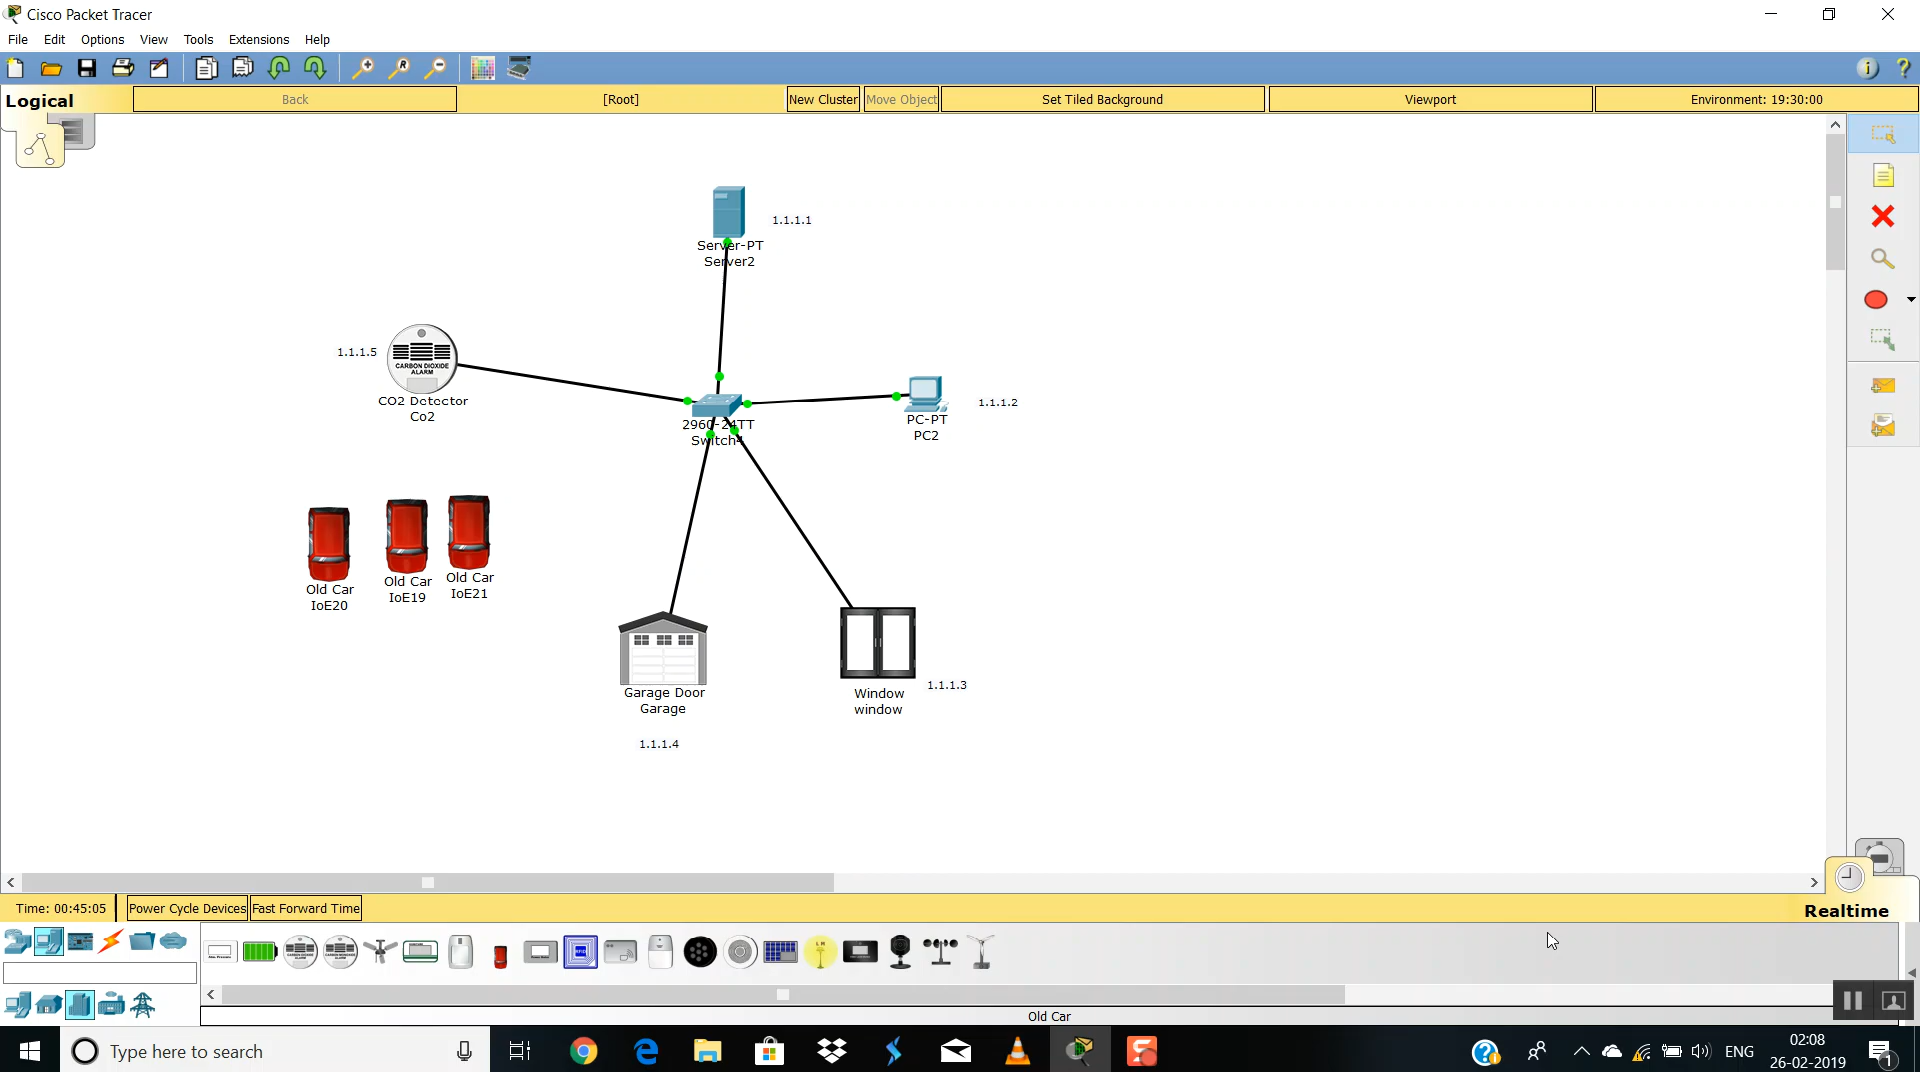 Cisco Packet Tracer
File Edit Options View Tools Extensions Help
Logical Back [Root] New Cluster Move Object Set Tiled Background Viewport Environment: 19:30:00
1.1.1.1
Server-PT
Server2
1.1.1.5
CARBON DIOXIDE
ALARM
CO2 Detector
Co2
2960-24TT
Switch4
PC-PT
PC2
1.1.1.2
Old Car
IoE20
Old Car
IoE19
Old Car
IoE21
Garage Door
Garage
1.1.1.4
Window
window
1.1.1.3
Time: 00:45:05 Power Cycle Devices Fast Forward Time
Realtime
Old Car
Type here to search
ENG
02:08
26-02-2019
1